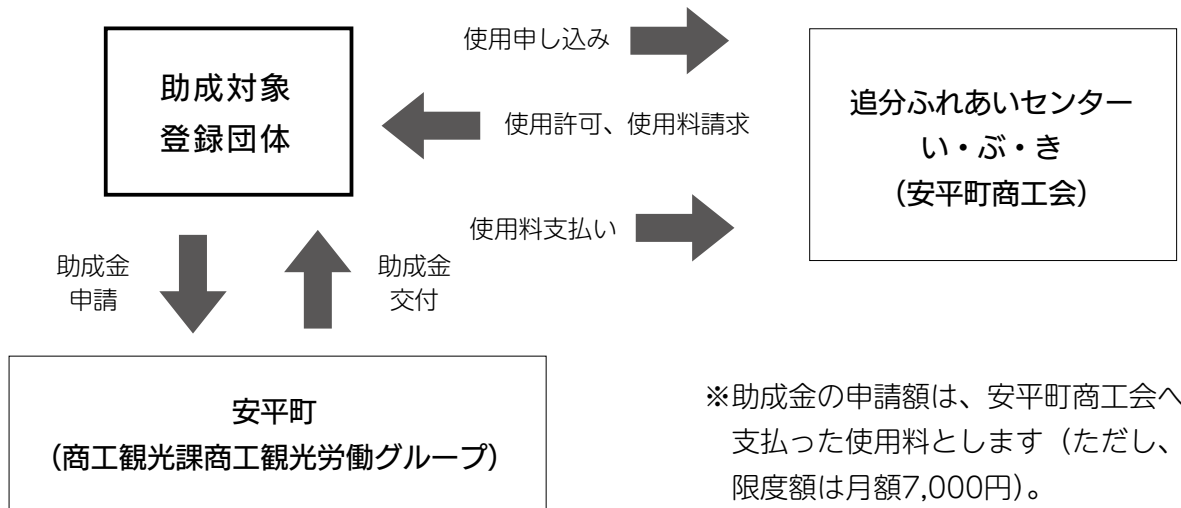 助成対象
登録団体
使用申し込み
使用許可、使用料請求
使用料支払い
追分ふれあいセンター
い・ぶ・き
（安平町商工会）
助成金
申請
助成金
交付
安平町
（商工観光課商工観光労働グループ）
※助成金の申請額は、安平町商工会へ
支払った使用料とします（ただし、
限度額は月額7,000円）。